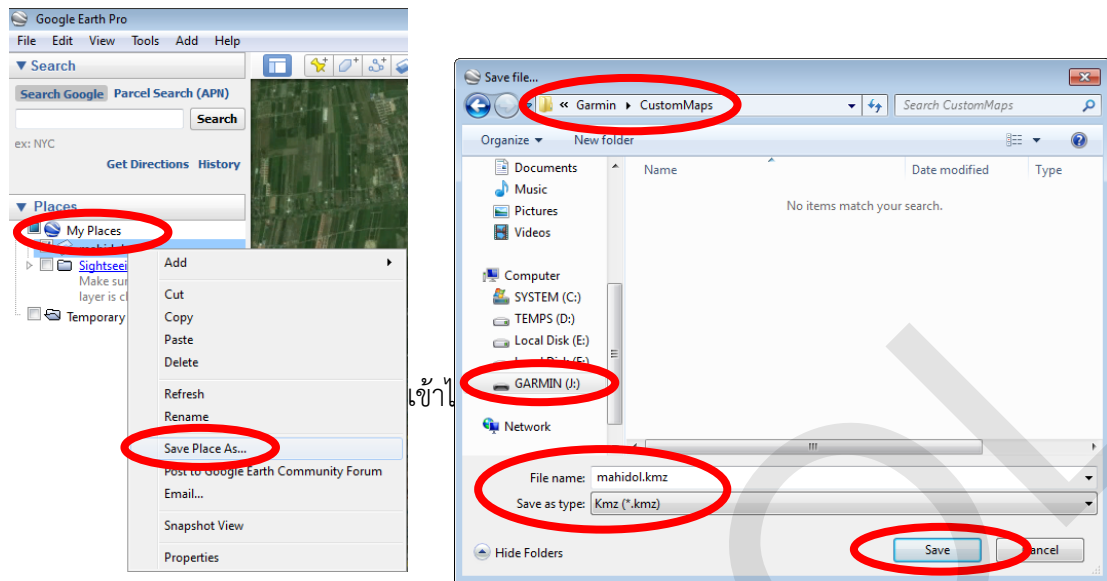 Google Earth Pro
File Edit View Tools Add Help
Search
Search Google Parcel Search (APN)
Search
ex: NYC
Get Directions History
Places
My Places
Sightseei
Make sur
layer is cl
Temporary
Add
Cut
Copy
Paste
Delete
Refresh
Rename
Save Place As...
Post to Google Earth Community Forum
Email...
Snapshot View
Properties
เข้าไ
Save file...
« Garmin CustomMaps
Search CustomMaps
Organize New folder
Documents
Music
Pictures
Videos
Computer
SYSTEM (C:)
TEMPS (D:)
Local Disk (E:)
Local Disk (F:)
GARMIN (J:)
Network
Name Date modified Type
No items match your search.
File name: mahidol.kmz
Save as type: Kmz (*.kmz)
Hide Folders
Save Cancel